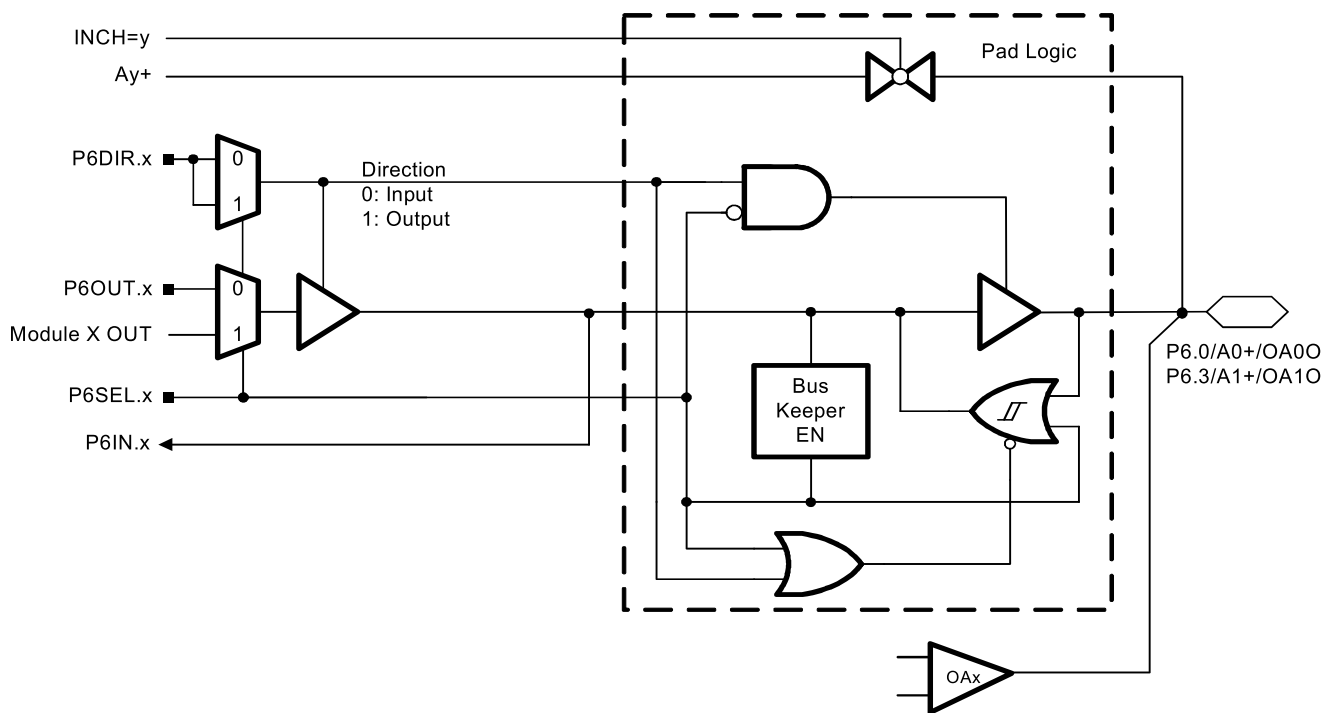 INCH=y
Pad Logic
Ay+
P6DIR.x
0
1
Direction
0: Input
1: Output
P6OUT.x
0
Module X OUT
1
P6SEL.x
P6IN.x
Bus
Keeper
EN
P6.0/A0+/OA0O
P6.3/A1+/OA1O
OAx